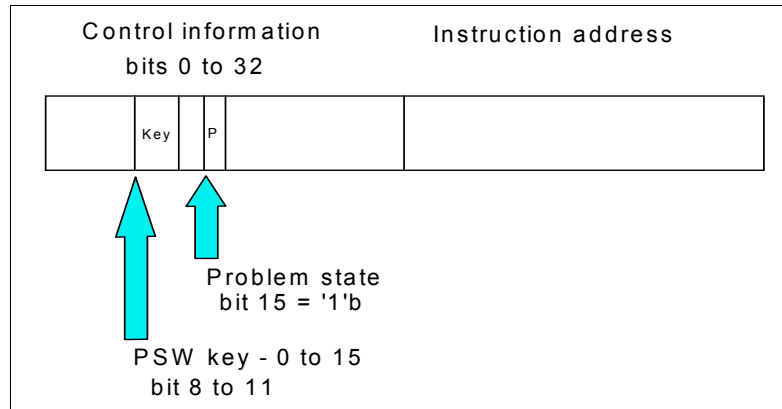 Control information
bits 0 to 32
Instruction address
Key
P
Problem state
bit 15 = '1'b
PSW key - 0 to 15
bit 8 to 11